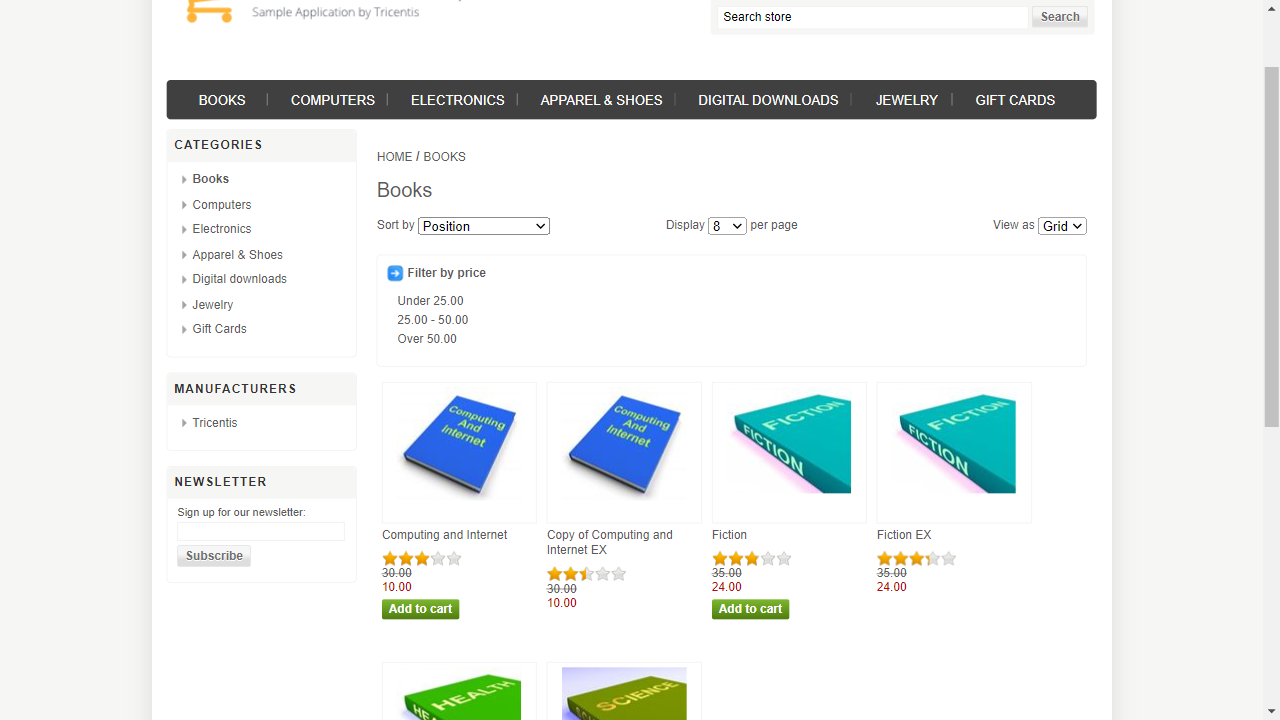 Sample Application by Tricentis
Search store
Search
BOOKS
COMPUTERS
ELECTRONICS
APPAREL & SHOES
DIGITAL DOWNLOADS
JEWELRY
GIFT CARDS
CATEGORIES
Books
Computers
Electronics
Apparel & Shoes
Digital downloads
Jewelry
Gift Cards
MANUFACTURERS
Tricentis
NEWSLETTER
Sign up for our newsletter:
Subscribe
HOME / BOOKS
Books
Sort by Position
Display 8 per page
View as Grid
Filter by price
Under 25.00
25.00 - 50.00
Over 50.00
Computing
And
Internet
Computing and Internet
30.00
10.00
Add to cart
Computing
And
Internet
Copy of Computing and
Internet EX
30.00
10.00
FICTION
FICTION
Fiction
35.00
24.00
Add to cart
FICTION
FICTION
Fiction EX
35.00
24.00
HEALTH
HEALTH
SCIENCE